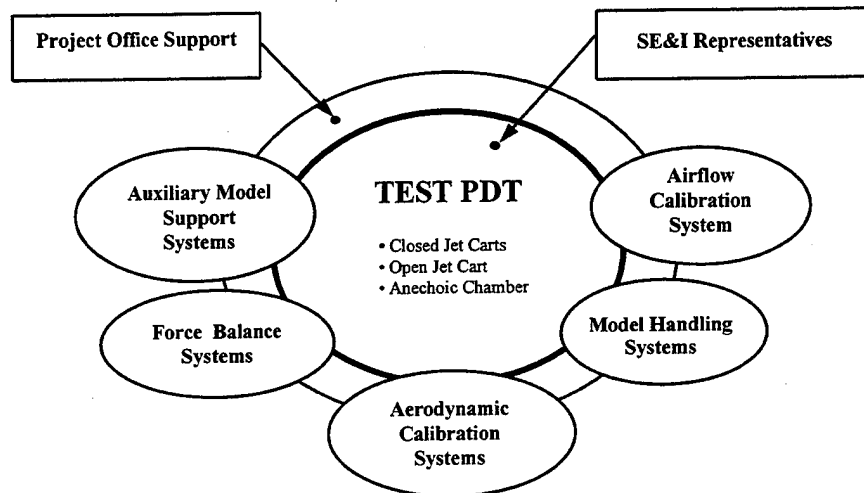 Project Office Support
SE&I Representatives
TEST PDT
• Closed Jet Carts
• Open Jet Cart
• Anechoic Chamber
Auxiliary Model
Support
Systems
Airflow
Calibration
System
Force Balance
Systems
Model Handling
Systems
Aerodynamic
Calibration
Systems